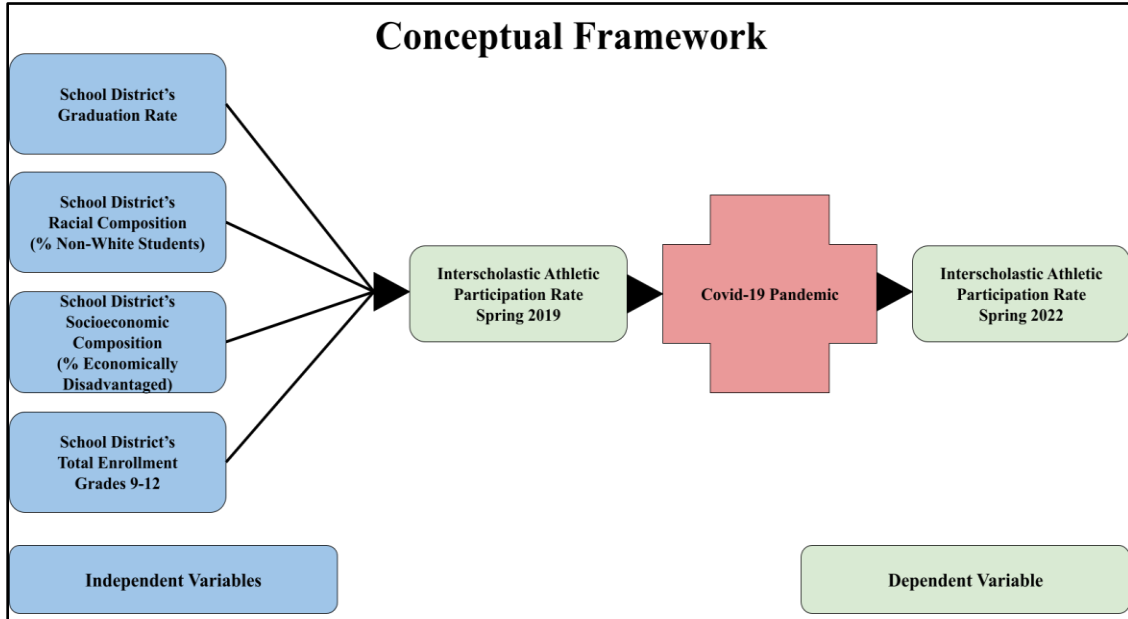 Conceptual Framework
School District's
Graduation Rate
School District's
Racial Composition
(% Non-White Students)
School District's
Socioeconomic
Composition
(% Economically
Disadvantaged)
School District's
Total Enrollment
Grades 9-12
Interscholastic Athletic
Participation Rate
Spring 2019
Covid-19 Pandemic
Interscholastic Athletic
Participation Rate
Spring 2022
Independent Variables
Dependent Variable